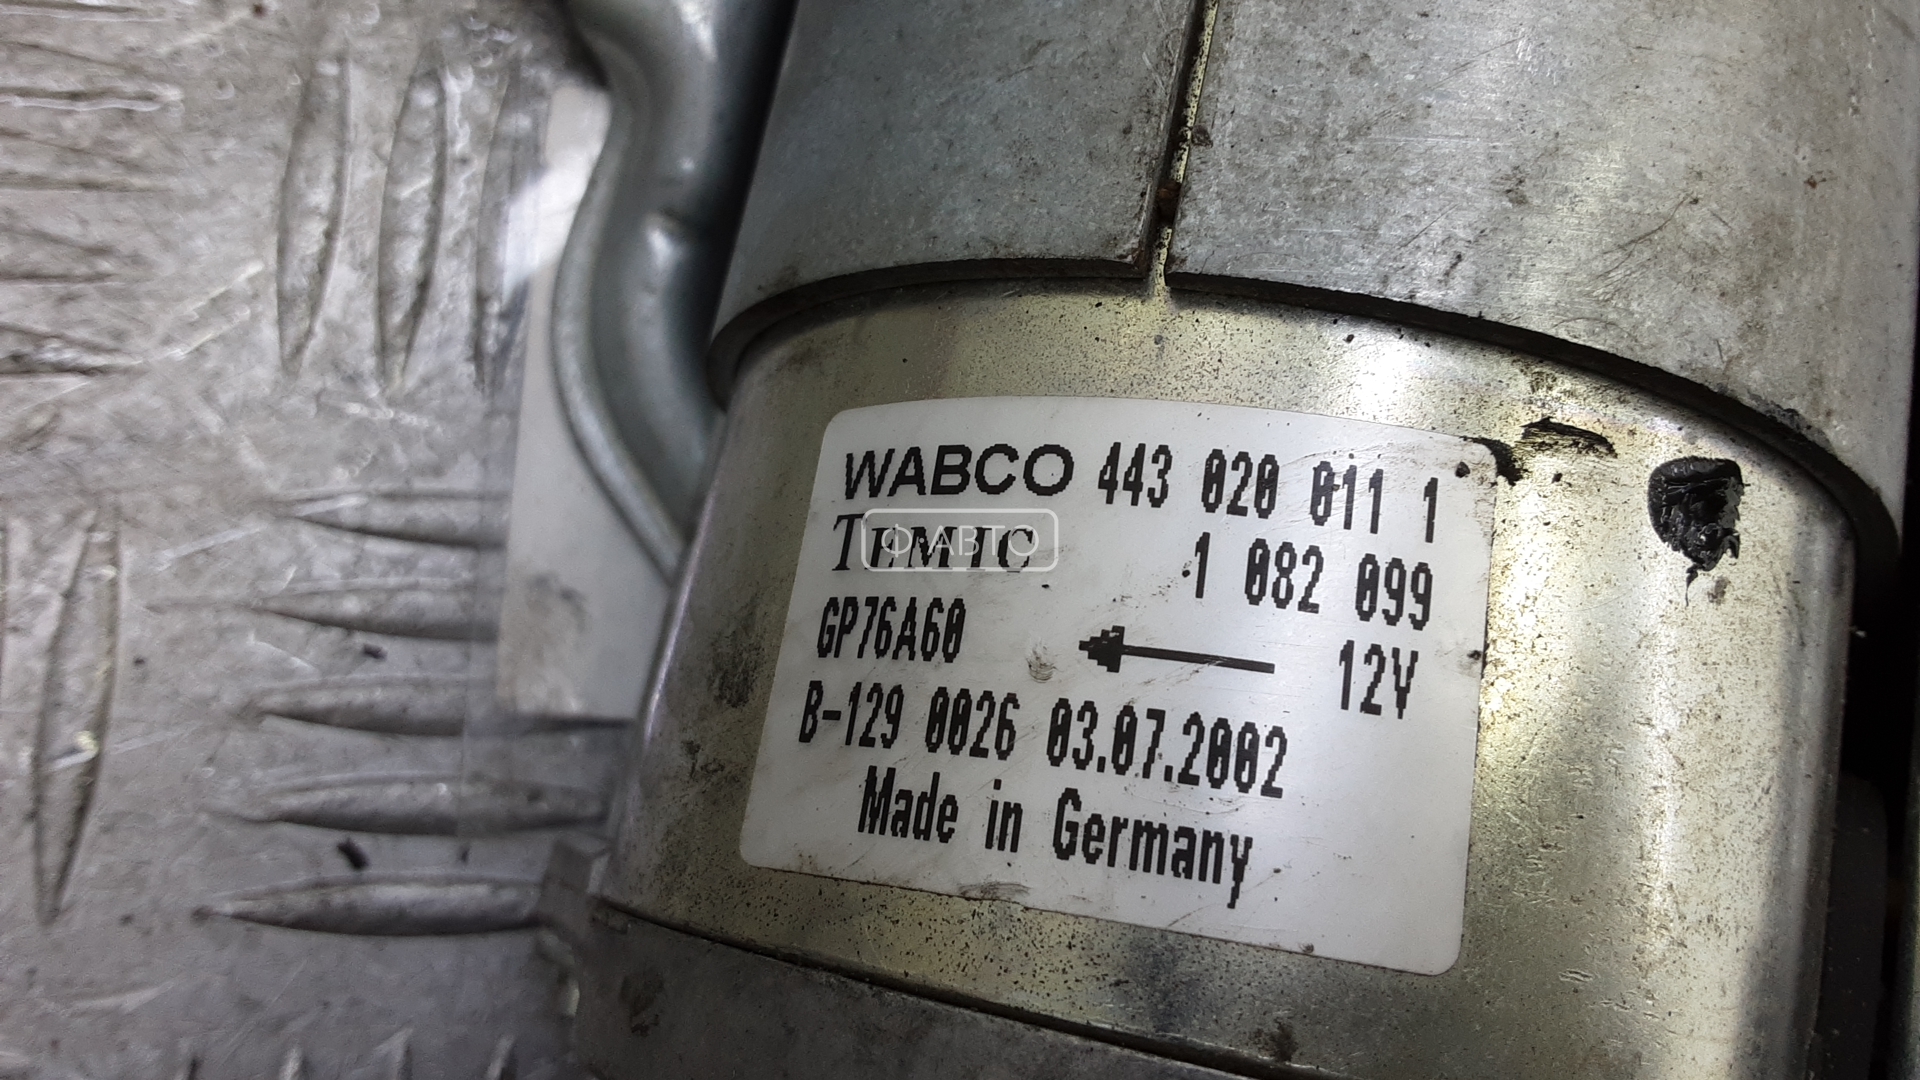 WABCO 443 020 011 1
TEMIC 1 082 099
GP76A60 12V
B-129 0026 03.07.2002
Made in Germany
Ф-АВТО